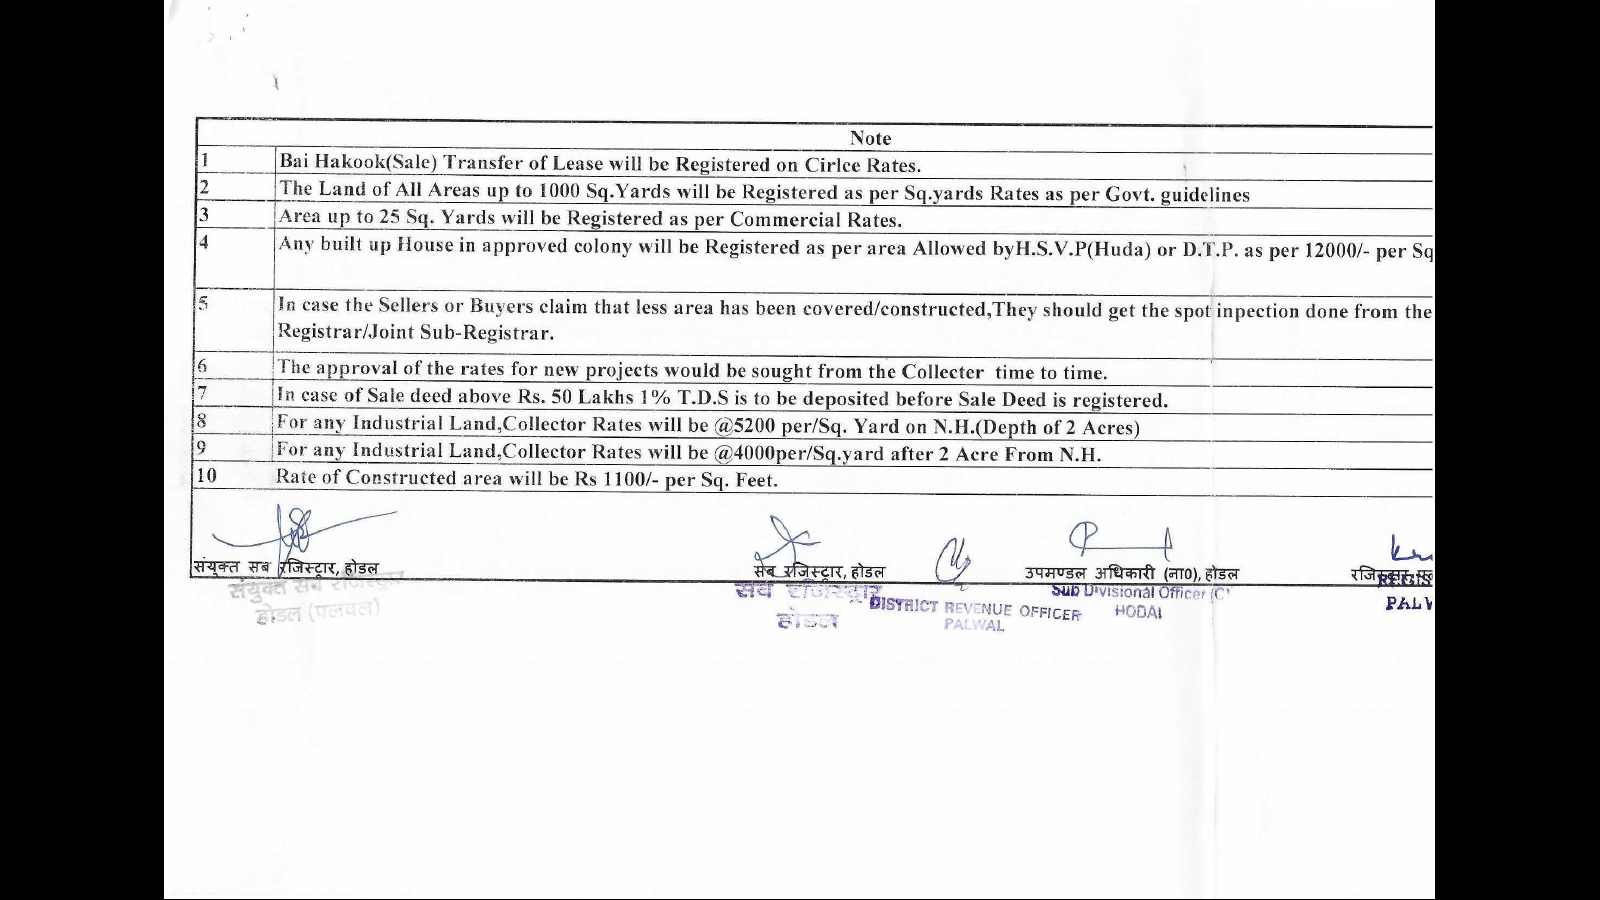 Note
1 Bai Hakook(Sale) Transfer of Lease will be Registered on Cirlce Rates.
2 The Land of All Areas up to 1000 Sq.Yards will be Registered as per Sq.yards Rates as per Govt. guidelines
3 Area up to 25 Sq. Yards will be Registered as per Commercial Rates.
4 Any built up House in approved colony will be Registered as per area Allowed byH.S.V.P(Huda) or D.T.P. as per 12000/- per Sq
5 In case the Sellers or Buyers claim that less area has been covered/constructed,They should get the spot inpection done from the
Registrar/Joint Sub-Registrar.
6 The approval of the rates for new projects would be sought from the Collecter time to time.
7 In case of Sale deed above Rs. 50 Lakhs 1% T.D.S is to be deposited before Sale Deed is registered.
8 For any Industrial Land,Collector Rates will be @5200 per/Sq. Yard on N.H.(Depth of 2 Acres)
9 For any Industrial Land,Collector Rates will be @4000per/Sq.yard after 2 Acre From N.H.
10 Rate of Constructed area will be Rs 1100/- per Sq. Feet.
संयुक्त सब रजिस्ट्रार, होडल सब रजिस्ट्रार, होडल उपमण्डल अधिकारी (ना0), होडल
संयुक्त सब रजिस्ट्रार सब रजिस्ट्रार Sub Divisional Officer (C
होडल (पलवल) होडल DISTRICT REVENUE OFFICER HODAL
PALWAL